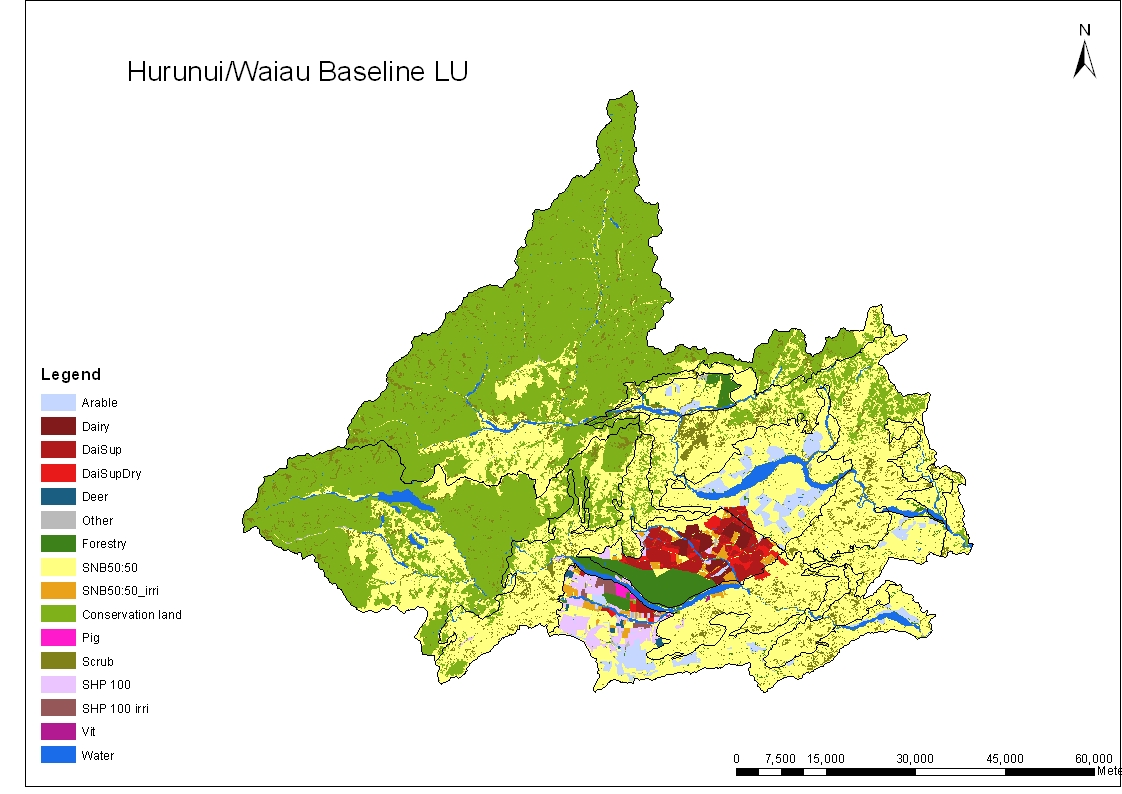 N
Hurunui/Waiau Baseline LU
Legend
Arable
Dairy
DaiSup
DaiSupDry
Deer
Other
Forestry
SNB50:50
SNB50:50_irri
Conservation land
Pig
Scrub
SHP 100
SHP 100 irri
Vit
Water
0 7,500 15,000 30,000 45,000 60,000
Mete